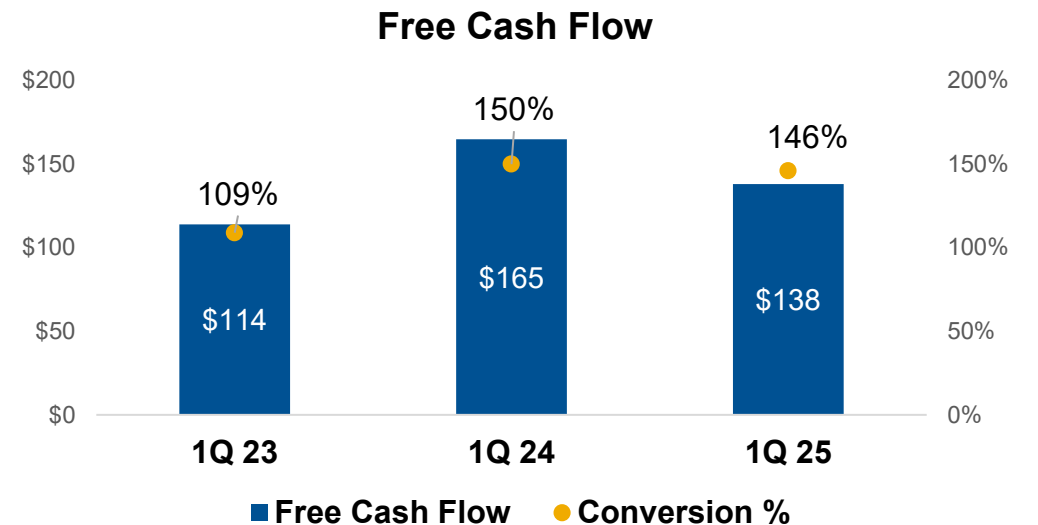 Free Cash Flow
$200
200%
150%
146%
$150
150%
109%
$100
100%
$165
$138
$114
$50
50%
$0
0%
1Q 23
1Q 24
1Q 25
Free Cash Flow
Conversion %